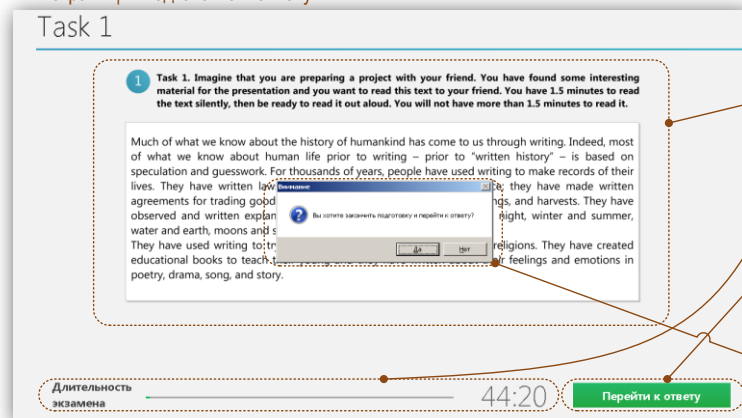 Task 1
1 Task 1. Imagine that you are preparing a project with your friend. You have found some interesting
material for the presentation and you want to read this text to your friend. You have 1.5 minutes to read
the text silently, then be ready to read it out aloud. You will not have more than 1.5 minutes to read it.
Much of what we know about the history of humankind has come to us through writing. Indeed, most
of what we know about human life prior to writing – prior to “written history” – is based on
speculation and guesswork. For thousands of years, people have used writing to make records of their
lives. They have written they have made written
agreements for trading and harvests. They have
observed and written night, winter and summer,
water and earth, moons and
They have used writing to religions. They have created
educational books to teach feelings and emotions in
poetry, drama, song, and story.
Внимание
Вы хотите закончить подготовку и перейти к ответу?
Да Нет
Длительность
экзамена
44:20
Перейти к ответу